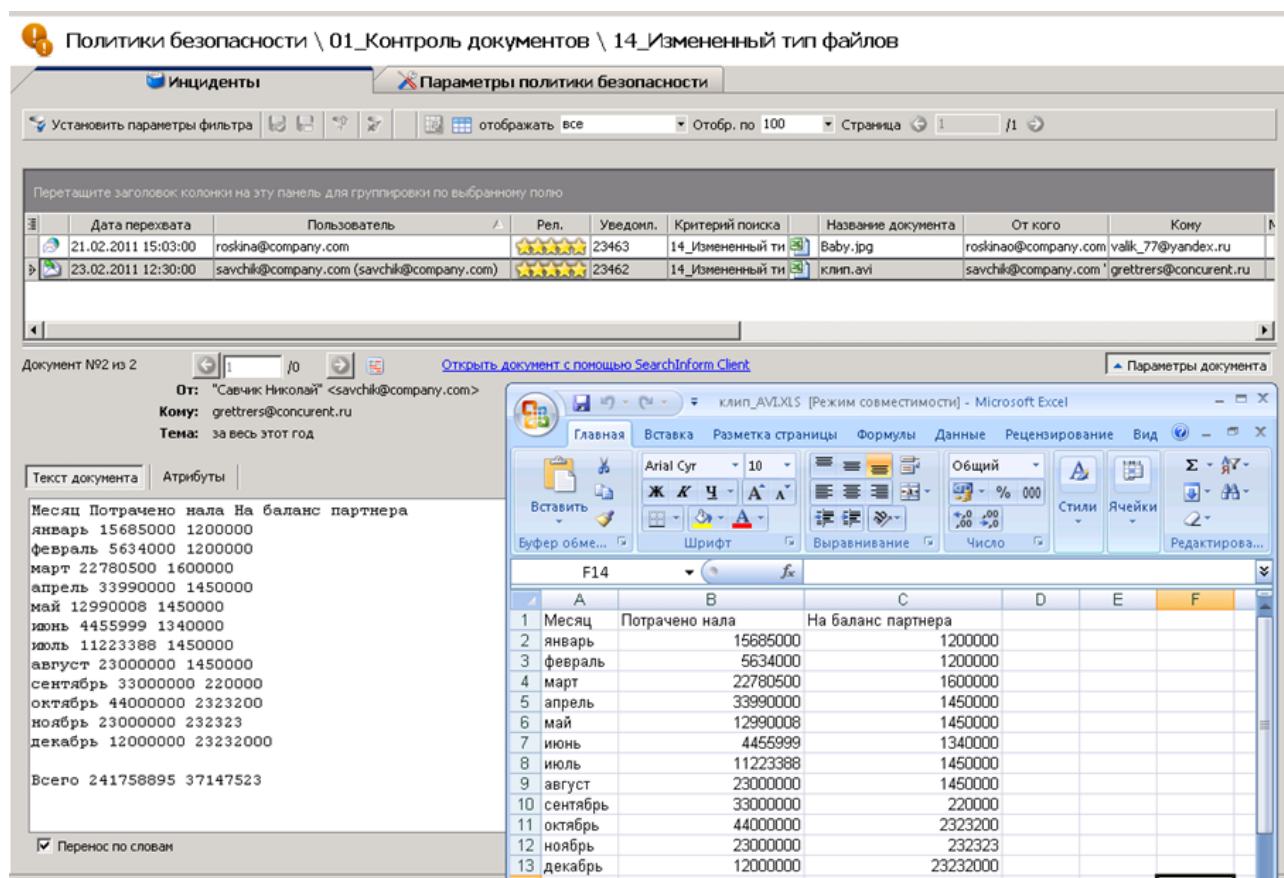 Политики безопасности \ 01_Контроль документов \ 14_Измененный тип файлов
Инциденты Параметры политики безопасности
Установить параметры фильтра отображать все Отобр. по 100 Страница 1 /1
Перетащите заголовок колонки на эту панель для группировки по выбранному полю
Дата перехвата Пользователь Рел. Уведомл. Критерий поиска Название документа От кого Кому
21.02.2011 15:03:00 roskina@company.com 23463 14_Измененный ти Baby.jpg roskinao@company.com valik_77@yandex.ru
23.02.2011 12:30:00 savchik@company.com (savchik@company.com) 23462 14_Измененный ти клип.avi savchik@company.com ' grettrers@concurent.ru
Документ №2 из 2 1 /0 Открыть документ с помощью SearchInform Client Параметры документа
От: "Савчик Николай" <savchik@company.com>
Кому: grettrers@concurent.ru
Тема: за весь этот год
Текст документа Атрибуты
Месяц Потрачено нала На баланс партнера
январь 15685000 1200000
февраль 5634000 1200000
март 22780500 1600000
апрель 33990000 1450000
май 12990008 1450000
июнь 4455999 1340000
июль 11223388 1450000
август 23000000 1450000
сентябрь 33000000 220000
октябрь 44000000 2323200
ноябрь 23000000 232323
декабрь 12000000 23232000
Всего 241758895 37147523
Перенос по словам
клип_AVI.XLS [Режим совместимости] - Microsoft Excel
Главная Вставка Разметка страницы Формулы Данные Рецензирование Вид
Вставить Arial Cyr 10 Общий Стили Ячейки
Ж К Ч % 000
Буфер обме... Шрифт Выравнивание Число Редактирова...
F14 fx
A B C D E F
1 Месяц Потрачено нала На баланс партнера
2 январь 15685000 1200000
3 февраль 5634000 1200000
4 март 22780500 1600000
5 апрель 33990000 1450000
6 май 12990008 1450000
7 июнь 4455999 1340000
8 июль 11223388 1450000
9 август 23000000 1450000
10 сентябрь 33000000 220000
11 октябрь 44000000 2323200
12 ноябрь 23000000 232323
13 декабрь 12000000 23232000